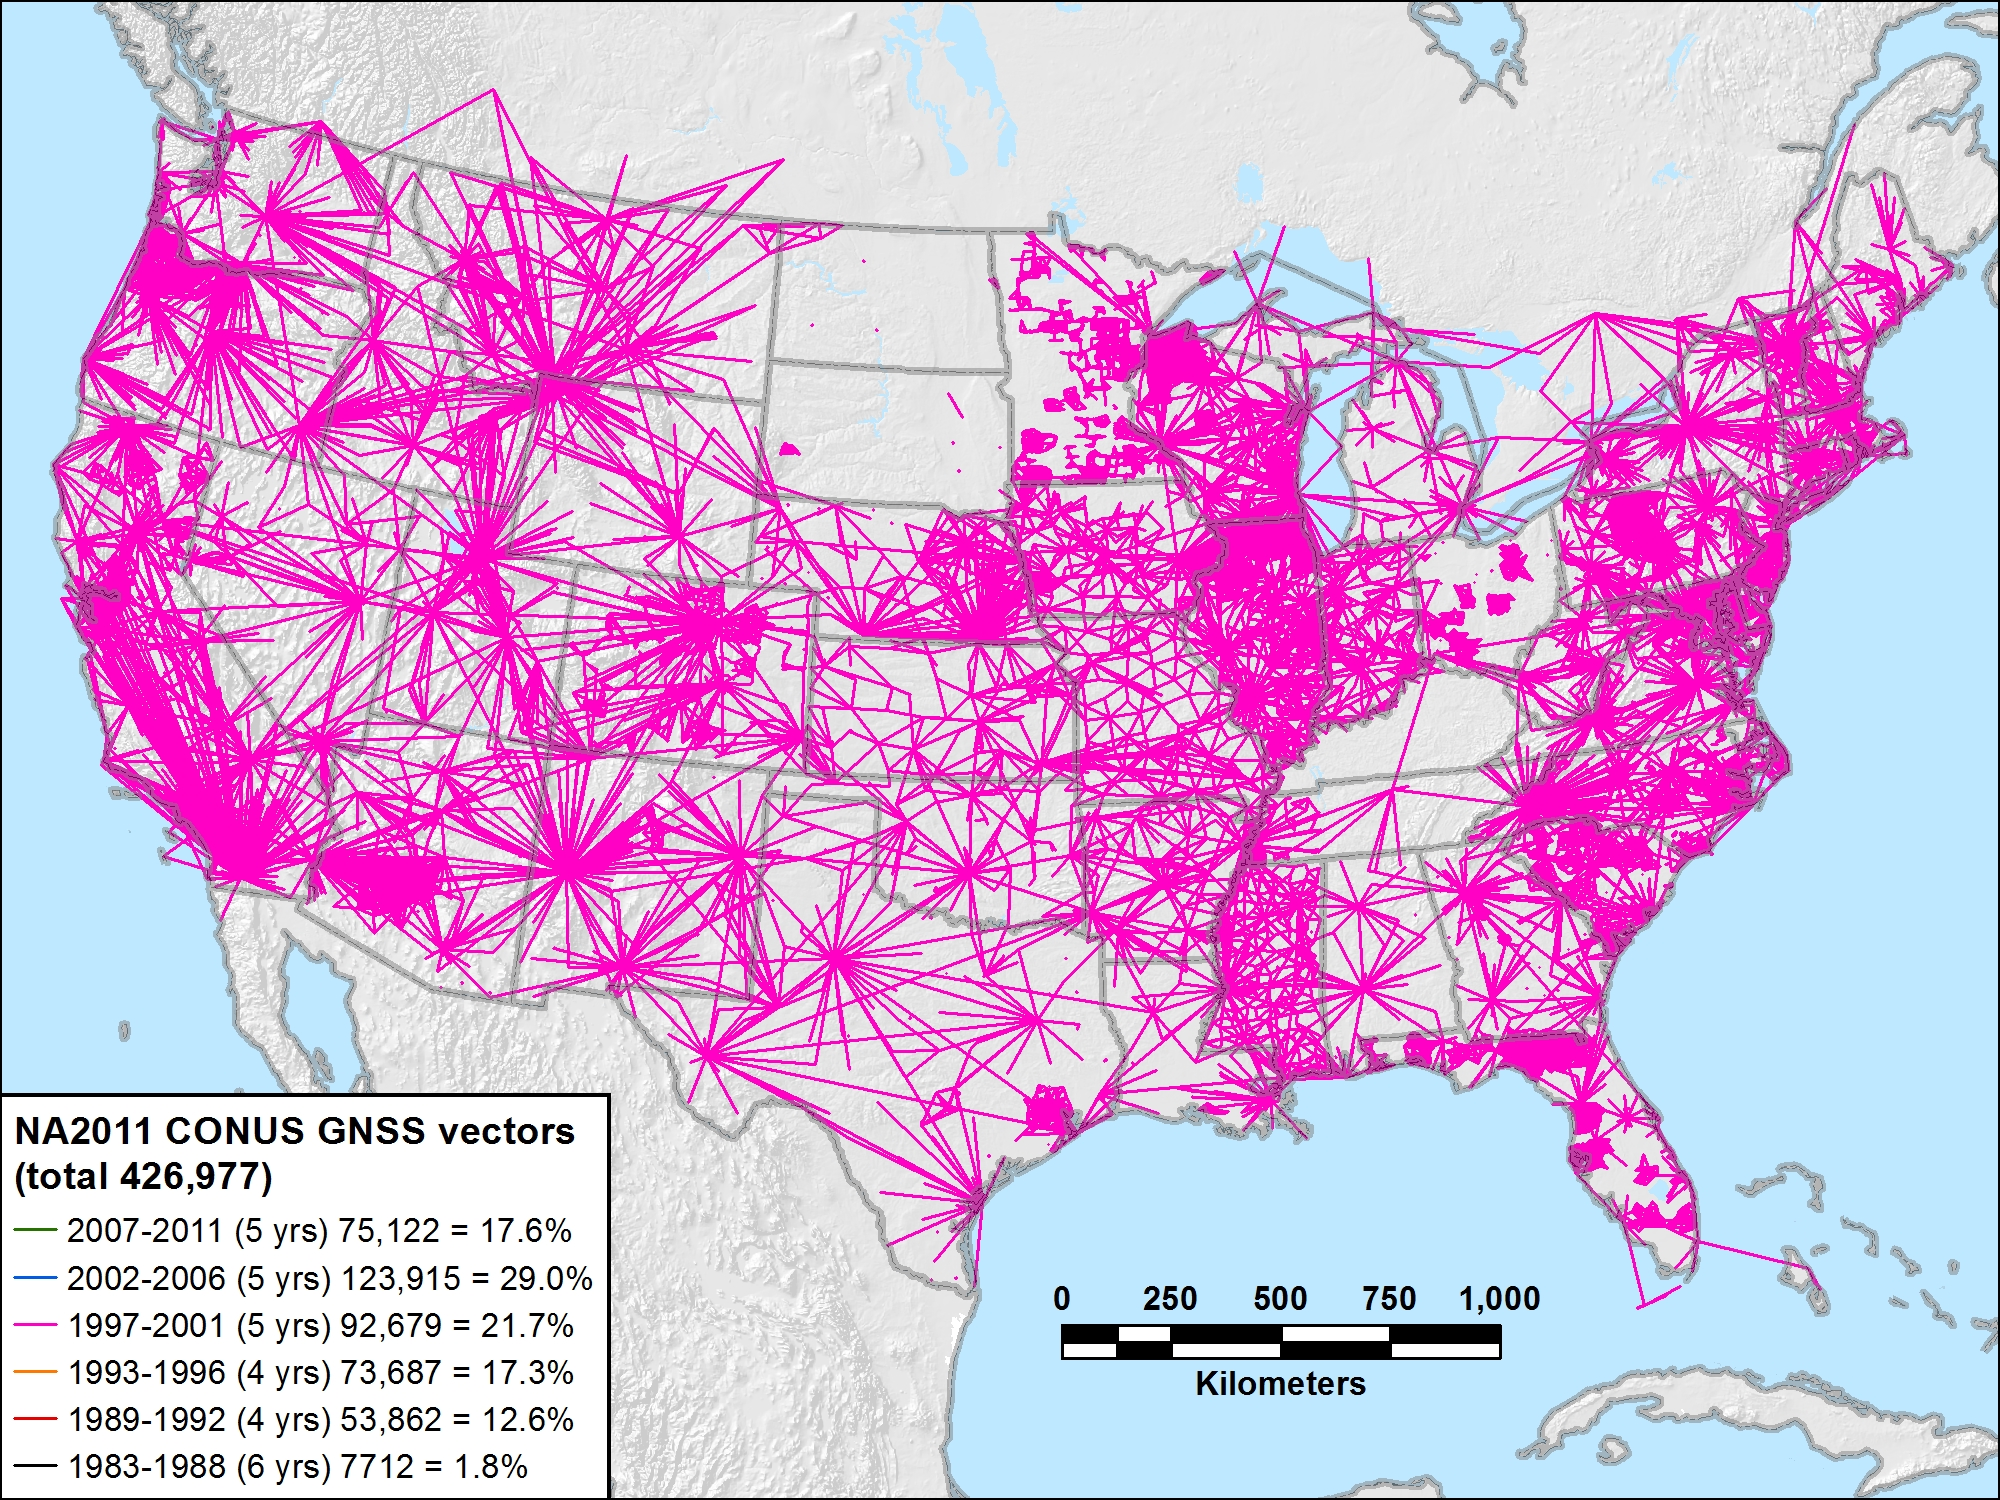 NA2011 CONUS GNSS vectors
(total 426,977)
2007-2011 (5 yrs) 75,122 = 17.6%
2002-2006 (5 yrs) 123,915 = 29.0%
1997-2001 (5 yrs) 92,679 = 21.7%
1993-1996 (4 yrs) 73,687 = 17.3%
1989-1992 (4 yrs) 53,862 = 12.6%
1983-1988 (6 yrs) 7712 = 1.8%
0 250 500 750 1,000
Kilometers